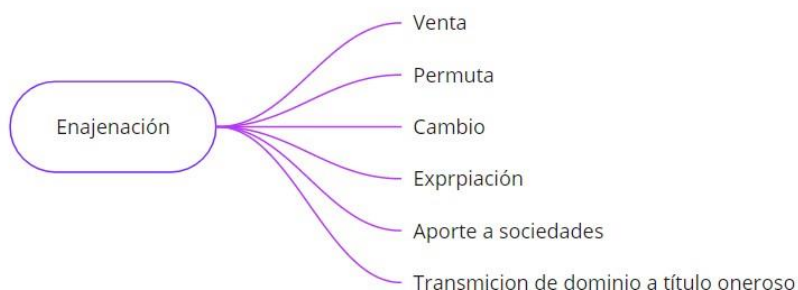 Enajenación
Venta
Permuta
Cambio
Exprpiación
Aporte a sociedades
Transmicion de dominio a título oneroso